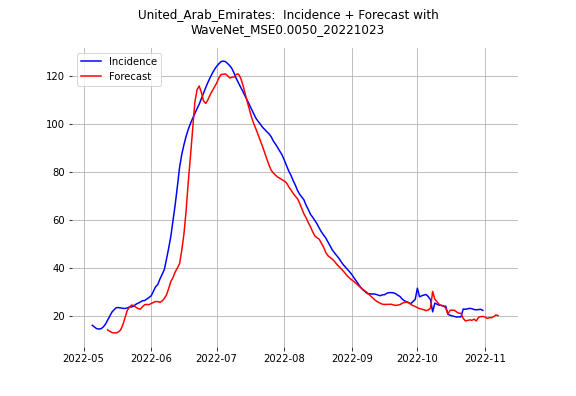 United_Arab_Emirates:  Incidence + Forecast with
WaveNet_MSE0.0050_20221023
Incidence
Forecast
120
100
80
60
40
20
2022-05 2022-06 2022-07 2022-08 2022-09 2022-10 2022-11